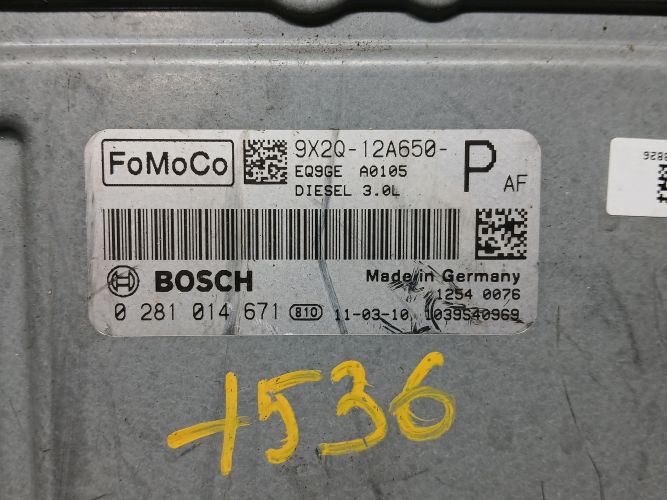 FoMoCo
9X2Q-12A650-
EQ9GE A0105
DIESEL 3.0L
P AF
BOSCH
Made in Germany
1254 0076
0 281 014 671 810 11-03-10 1039S40969
1536